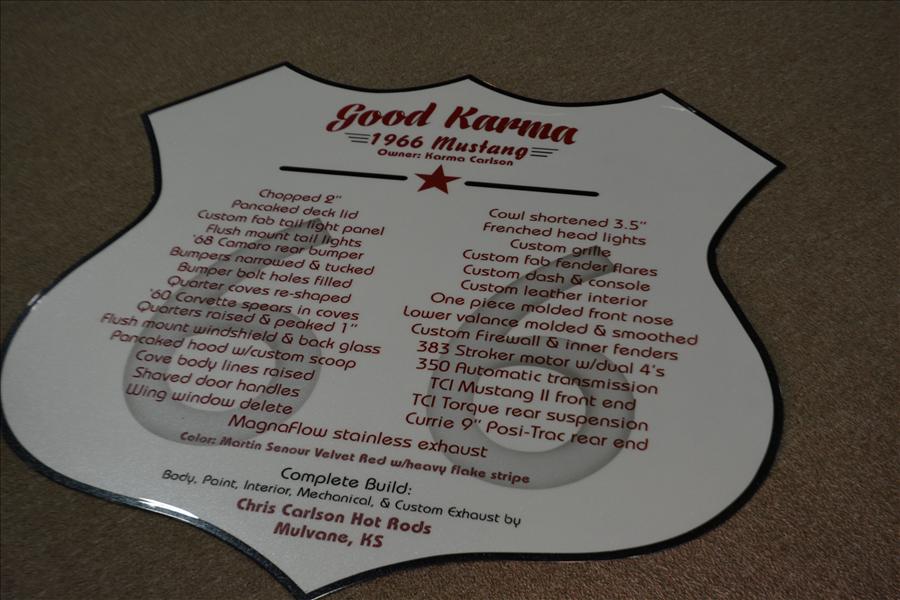 Good Karma
1966 Mustang
Owner: Karma Carlson
Chopped 2"
Pancaked deck lid
Custom fab tail light panel
Flush mount tail lights
'68 Camaro rear bumper
Bumpers narrowed & tucked
Bumper bolt holes filled
Quarter coves re-shaped
'60 Corvette spears in coves
Quarters raised & peaked 1"
Flush mount windshield & back glass
Pancaked hood w/custom scoop
Cove body lines raised
Shaved door handles
Wing window delete
Cowl shortened 3.5"
Frenched head lights
Custom grille
Custom fab fender flares
Custom dash & console
Custom leather interior
One piece molded front nose
Lower valance molded & smoothed
Custom Firewall & inner fenders
383 Stroker motor w/dual 4's
350 Automatic transmission
TCI Mustang II front end
TCI Torque rear suspension
Currie 9" Posi-Trac rear end
MagnaFlow stainless exhaust
Color: Martin Senour Velvet Red w/heavy flake stripe
Complete Build:
Body, Paint, Interior, Mechanical, & Custom Exhaust by
Chris Carlson Hot Rods
Mulvane, KS
66